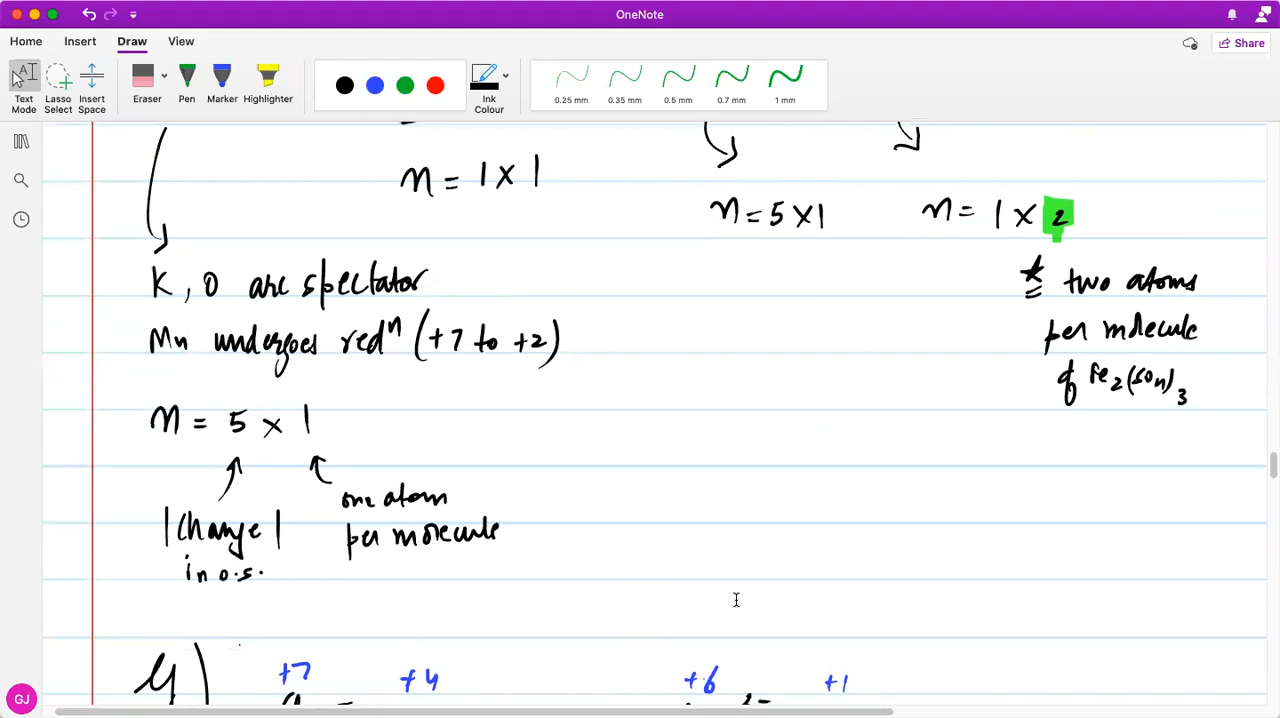 OneNote
Home Insert Draw View
Share
Text Mode
Lasso Select
Insert Space
Eraser
Pen
Marker
Highlighter
Ink Colour
0.25 mm 0.35 mm 0.5 mm 0.7 mm 1 mm
n = 1 x 1
n = 5 x 1
n = 1 x 2
K, O are spectator
* two atoms
per molecule
of Fe2(SO4)3
Mn undergoes redⁿ (+7 to +2)
n = 5 x 1
|Change|
in o.s.
one atom
per molecule
+7 +4 +6 +1
GJ